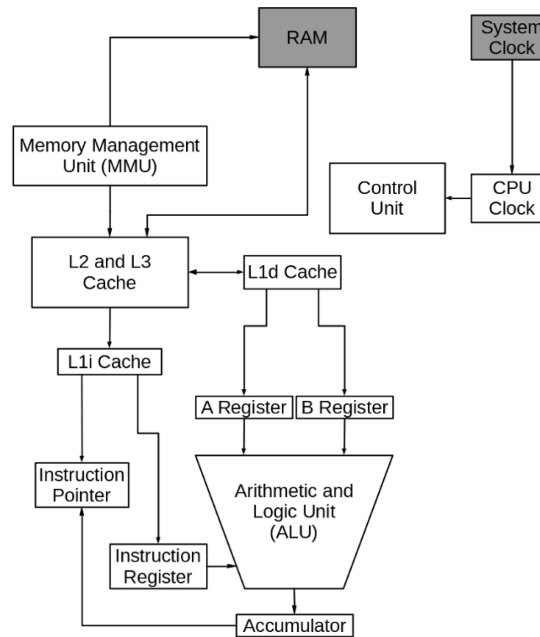 RAM
System
Clock
Memory Management
Unit (MMU)
Control
Unit
CPU
Clock
L2 and L3
Cache
L1d Cache
L1i Cache
A Register
B Register
Instruction
Pointer
Arithmetic and
Logic Unit
(ALU)
Instruction
Register
Accumulator